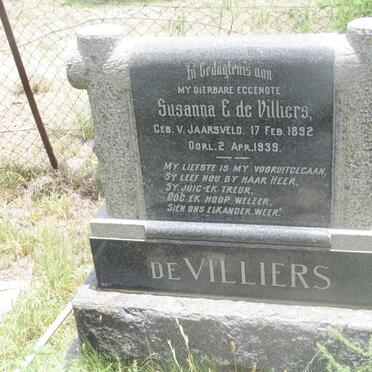 In Gedagtenis aan
MY DIERBARE EGGENOTE
Susanna E de Villiers,
GEB. V. JAARSVELD. 17 FEB. 1892
OORL. 2 APR. 1939.
MY LIEFSTE IS MY VOORUITGEGAAN,
SY LEEF NOU BY HAAR HEER,
SY JUIG–EK TREUR,
DOG EK HOOP WELEER,
SIEN ONS ELKANDER WEER.
DE VILLIERS